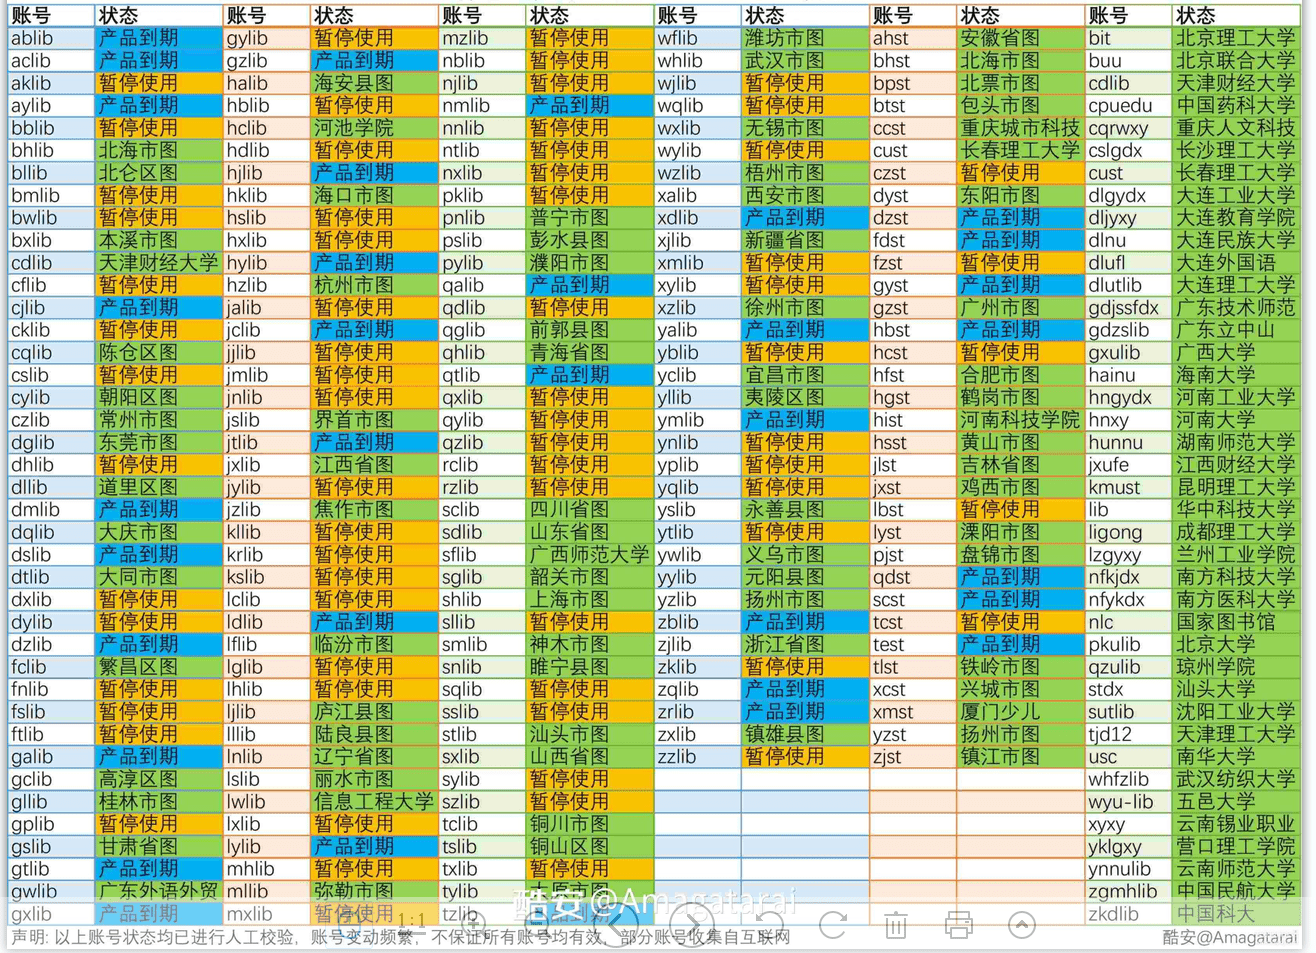 账号 状态 账号 状态 账号 状态 账号 状态 账号 状态 账号 状态
ablib 产品到期 gylib 暂停使用 mzlib 暂停使用 wflib 潍坊市图 ahst 安徽省图 bit 北京理工大学
aclib 产品到期 gzlib 产品到期 nblib 暂停使用 whlib 武汉市图 bhst 北海市图 buu 北京联合大学
aklib 暂停使用 halib 海安县图 njlib 暂停使用 wjlib 暂停使用 bpst 北票市图 cdlib 天津财经大学
aylib 产品到期 hblib 暂停使用 nmlib 产品到期 wqlib 暂停使用 btst 包头市图 cpuedu 中国药科大学
bblib 暂停使用 hclib 河池学院 nnlib 暂停使用 wxlib 无锡市图 ccst 重庆城市科技 cqrwxy 重庆人文科技
bhlib 北海市图 hdlib 暂停使用 ntlib 暂停使用 wylib 暂停使用 cust 长春理工大学 cslgdx 长沙理工大学
bllib 北仑区图 hjlib 产品到期 nxlib 暂停使用 wzlib 梧州市图 czst 暂停使用 cust 长春理工大学
bmlib 暂停使用 hklib 海口市图 pklib 暂停使用 xalib 西安市图 dyst 东阳市图 dlgydx 大连工业大学
bwlib 暂停使用 hslib 暂停使用 pnlib 普宁市图 xdlib 产品到期 dzst 产品到期 dljyxy 大连教育学院
bxlib 本溪市图 hxlib 暂停使用 pslib 彭水县图 xjlib 新疆省图 fdst 产品到期 dlnu 大连民族大学
cdlib 天津财经大学 hylib 产品到期 pylib 濮阳市图 xmlib 暂停使用 fzst 暂停使用 dlufl 大连外国语
cflib 暂停使用 hzlib 杭州市图 qalib 产品到期 xylib 暂停使用 gyst 产品到期 dlutlib 大连理工大学
cjlib 产品到期 jalib 暂停使用 qdlib 暂停使用 xzlib 徐州市图 gzst 广州市图 gdjssfdx 广东技术师范
cklib 暂停使用 jclib 产品到期 qglib 前郭县图 yalib 产品到期 hbst 产品到期 gdzslib 广东立中山
cqlib 陈仓区图 jjlib 暂停使用 qhlib 青海省图 yblib 暂停使用 hcst 暂停使用 gxulib 广西大学
cslib 暂停使用 jmlib 暂停使用 qtlib 产品到期 yclib 宜昌市图 hfst 合肥市图 hainu 海南大学
cylib 朝阳区图 jnlib 暂停使用 qxlib 暂停使用 yllib 夷陵区图 hgst 鹤岗市图 hngydx 河南工业大学
czlib 常州市图 jslib 界首市图 qylib 暂停使用 ymlib 产品到期 hist 河南科技学院 hnxy 河南大学
dglib 东莞市图 jtlib 产品到期 qzlib 暂停使用 ynlib 暂停使用 hsst 黄山市图 hunnu 湖南师范大学
dhlib 暂停使用 jxlib 江西省图 rclib 暂停使用 yplib 暂停使用 jlst 吉林省图 jxufe 江西财经大学
dllib 道里区图 jylib 暂停使用 rzlib 暂停使用 yqlib 暂停使用 jxst 鸡西市图 kmust 昆明理工大学
dmlib 产品到期 jzlib 焦作市图 sclib 四川省图 yslib 永善县图 lbst 暂停使用 lib 华中科技大学
dqlib 大庆市图 kllib 暂停使用 sdlib 山东省图 ytlib 暂停使用 lyst 溧阳市图 ligong 成都理工大学
dslib 产品到期 krlib 暂停使用 sflib 广西师范大学 ywlib 义乌市图 pjst 盘锦市图 lzgyxy 兰州工业学院
dtlib 大同市图 kslib 暂停使用 sglib 韶关市图 yylib 元阳县图 qdst 产品到期 nfkjdx 南方科技大学
dxlib 暂停使用 lclib 暂停使用 shlib 上海市图 yzlib 扬州市图 scst 产品到期 nfykdx 南方医科大学
dylib 暂停使用 ldlib 产品到期 sllib 暂停使用 zblib 产品到期 tcst 暂停使用 nlc 国家图书馆
dzlib 产品到期 lflib 临汾市图 smlib 神木市图 zjlib 浙江省图 test 产品到期 pkulib 北京大学
fclib 繁昌区图 lglib 暂停使用 snlib 睢宁县图 zklib 暂停使用 tlst 铁岭市图 qzulib 琼州学院
fnlib 暂停使用 lhlib 暂停使用 sqlib 暂停使用 zqlib 产品到期 xcst 兴城市图 stdx 汕头大学
fslib 暂停使用 ljlib 庐江县图 sslib 暂停使用 zrlib 产品到期 xmst 厦门少儿 sutlib 沈阳工业大学
ftlib 暂停使用 lllib 陆良县图 stlib 汕头市图 zxlib 镇雄县图 yzst 扬州市图 tjd12 天津理工大学
galib 产品到期 lnlib 辽宁省图 sxlib 山西省图 zzlib 暂停使用 zjst 镇江市图 usc 南华大学
gclib 高淳区图 lslib 丽水市图 sylib 暂停使用 whfzlib 武汉纺织大学
gllib 桂林市图 lwlib 信息工程大学 szlib 暂停使用 wyu-lib 五邑大学
gplib 暂停使用 lxlib 暂停使用 tclib 铜川市图 xyxy 云南锡业职业
gslib 甘肃省图 lylib 产品到期 tslib 铜山区图 yklgxy 营口理工学院
gtlib 产品到期 mhlib 暂停使用 txlib 暂停使用 ynnulib 云南师范大学
gwlib 广东外语外贸 mllib 弥勒市图 tylib 太原市图 zgmhlib 中国民航大学
酷安@Amagatarai
gxlib 产品到期 mxlib 暂停使用 1:1 tzlib zkdlib 中国科大
声明: 以上账号状态均已进行人工校验，账号变动频繁，不保证所有账号均有效，部分账号收集自互联网 酷安@Amagatarai